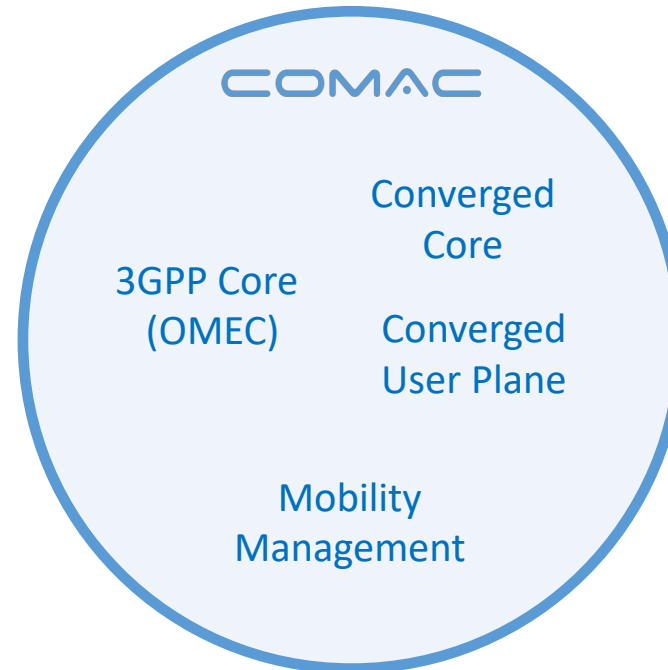 COMAC
Converged
Core
3GPP Core
(OMEC)
Converged
User Plane
Mobility
Management